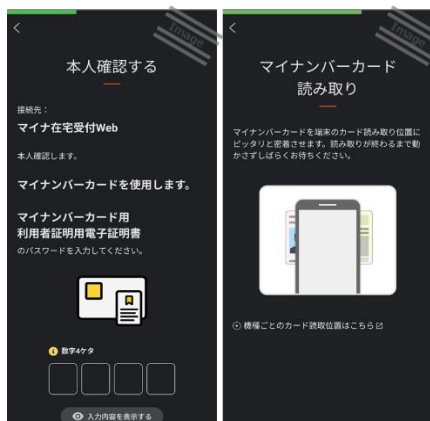 Image
本人確認する
接続先：
マイナ在宅受付Web
本人確認します。
マイナンバーカードを使用します。
マイナンバーカード用
利用者証明用電子証明書
のパスワードを入力してください。
数字4ケタ
入力内容を表示する
Image
マイナンバーカード
読み取り
マイナンバーカードを端末のカード読み取り位置に
ピッタリと密着させます。読み取りが終わるまで動
かさずしばらくお待ちください。
機種ごとのカード読取位置はこちら